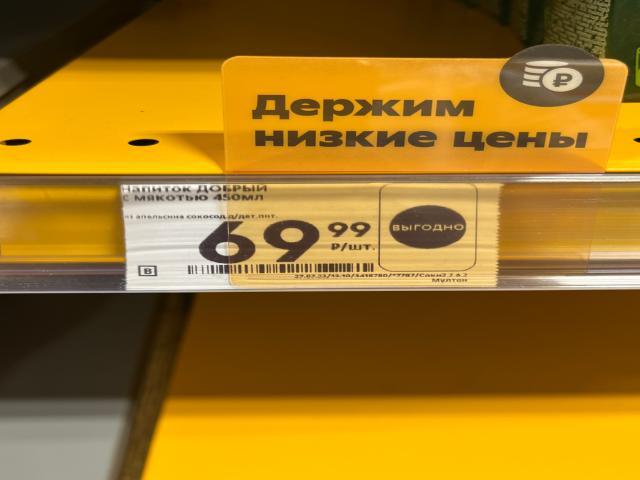 Держим
низкие цены
Напиток ДОБРЫЙ
с мякотью 450мл
из апельсина сокосод.д/дет.пит.
69 99
₽/шт.
ВЫГОДНО
В
Мултон